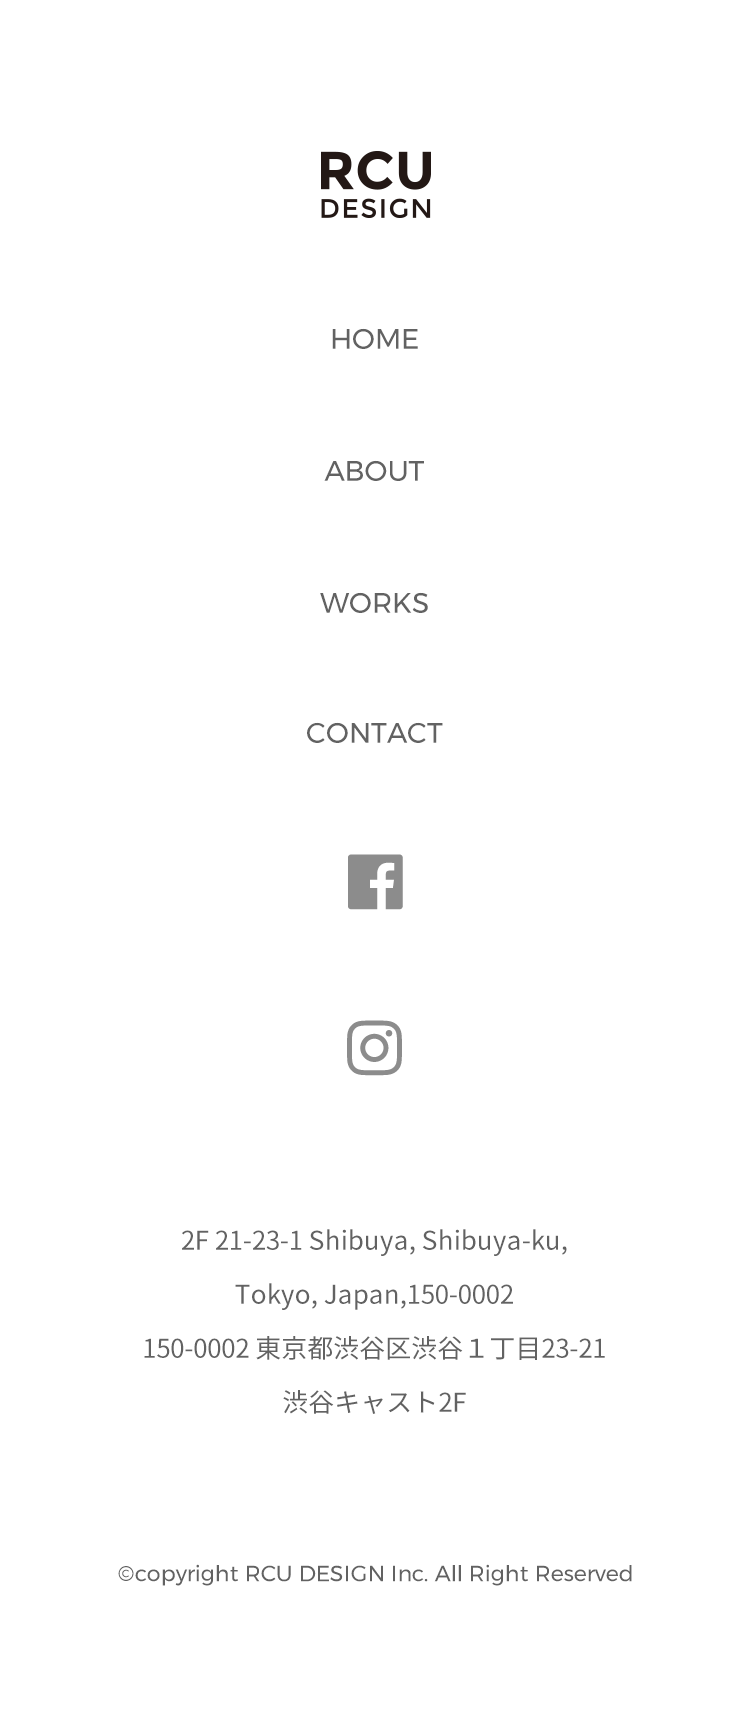 RCU
DESIGN
HOME
ABOUT
WORKS
CONTACT
2F 21-23-1 Shibuya, Shibuya-ku,
Tokyo, Japan,150-0002
150-0002 東京都渋谷区渋谷１丁目23-21
渋谷キャスト2F
©copyright RCU DESIGN Inc. All Right Reserved